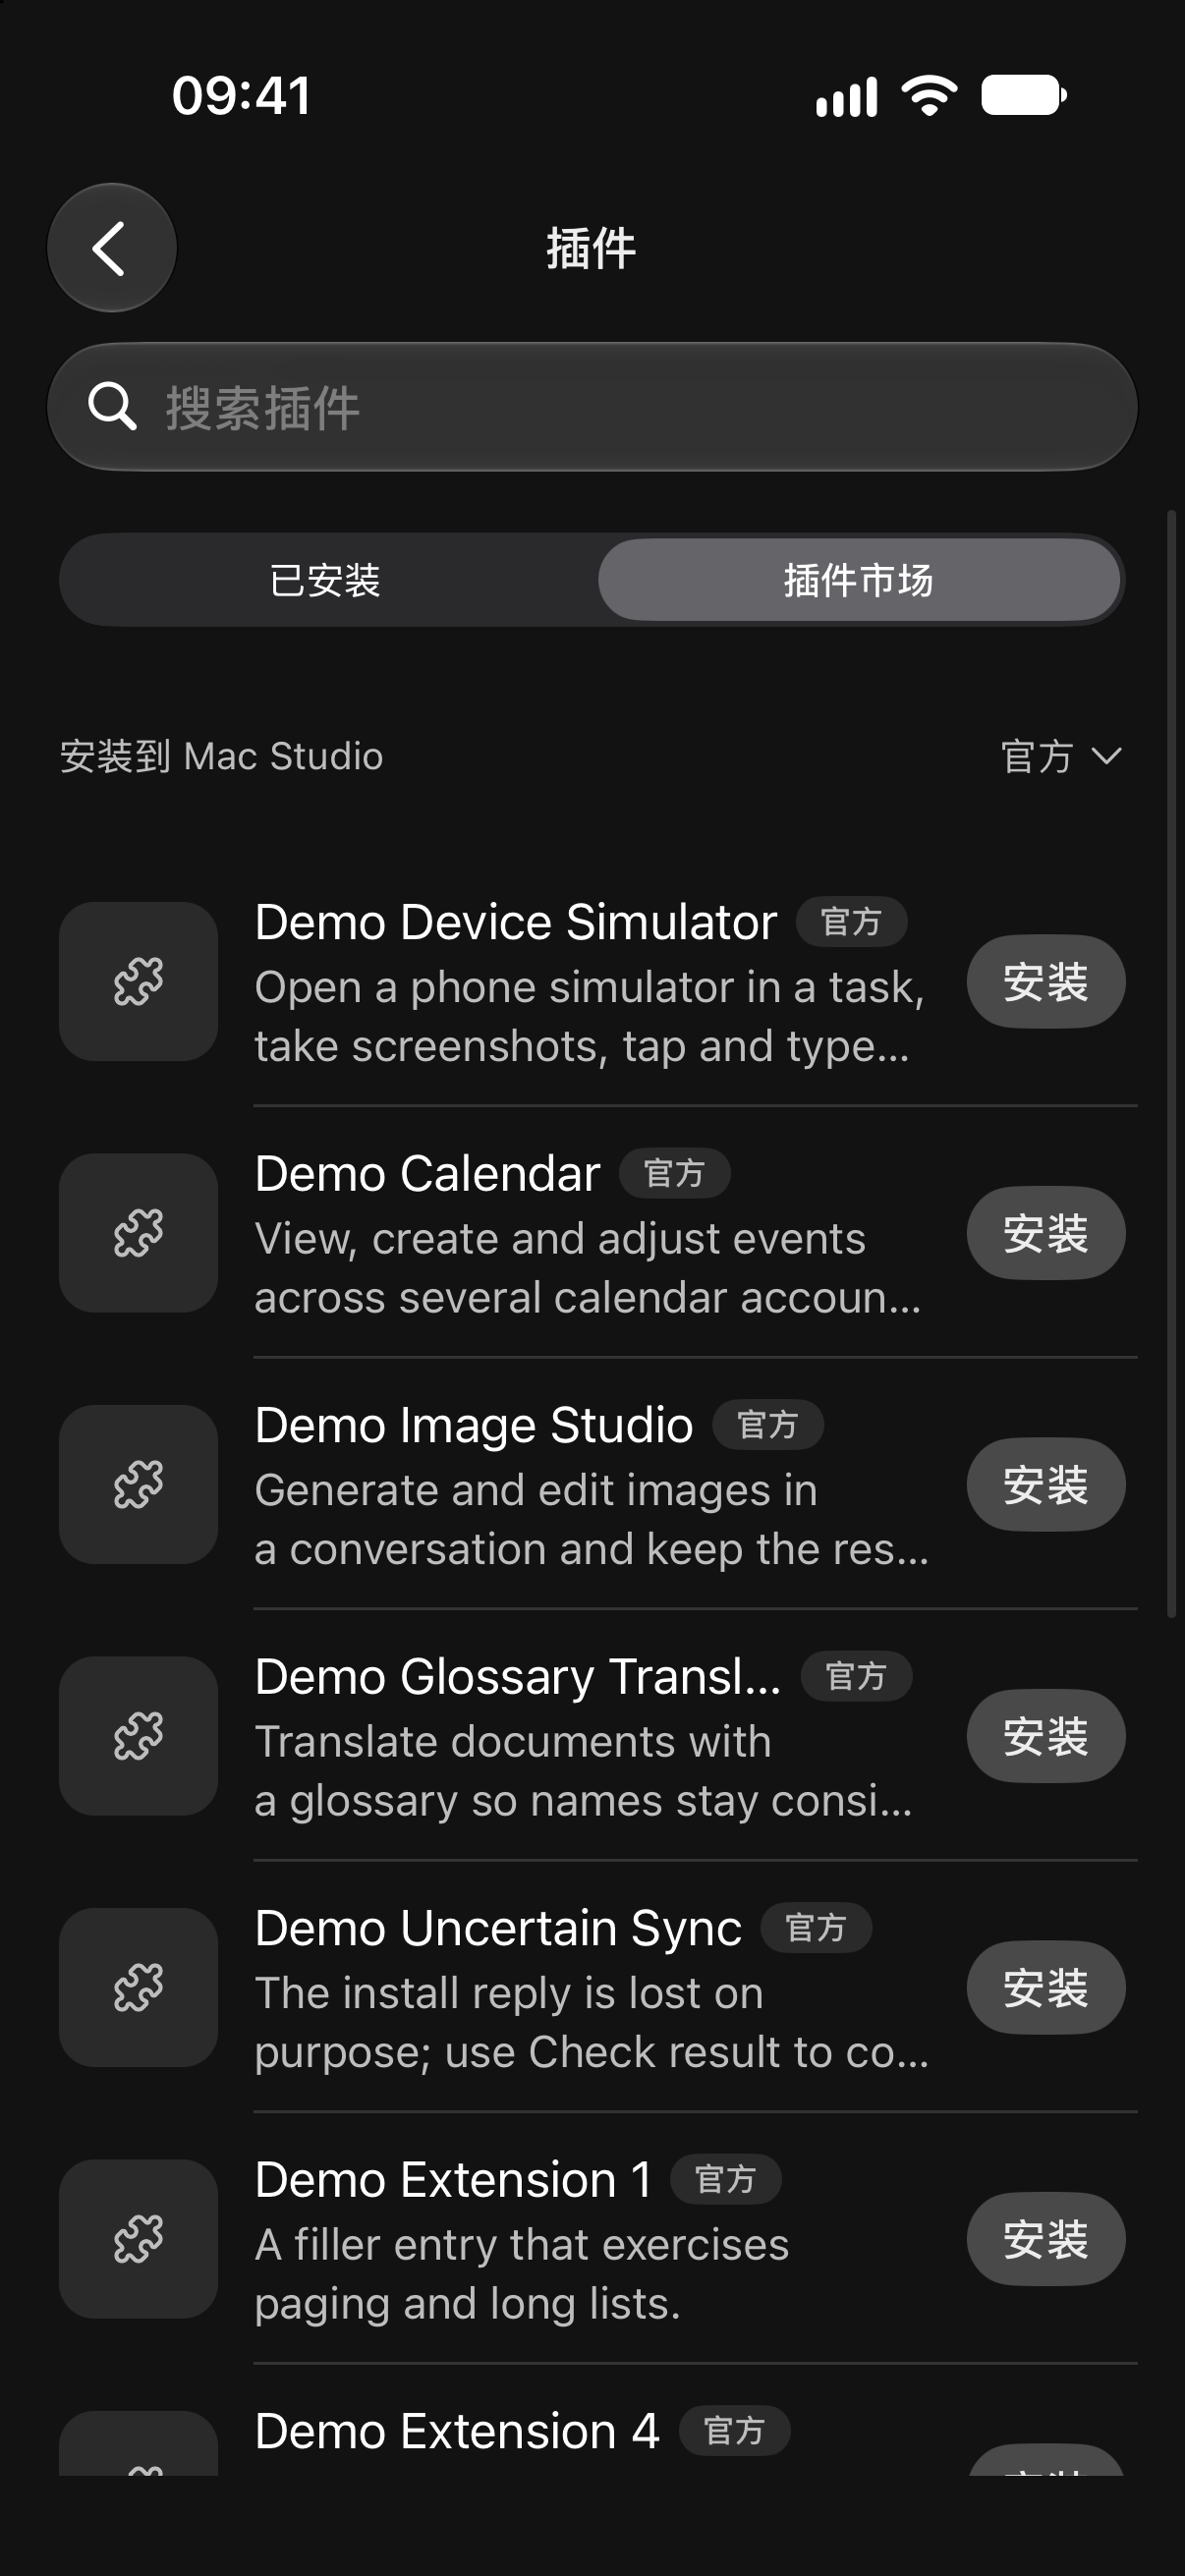 09:41
插件
搜索插件
已安装
插件市场
安装到 Mac Studio
官方
Demo Device Simulator 官方
Open a phone simulator in a task,
take screenshots, tap and type...
安装
Demo Calendar 官方
View, create and adjust events
across several calendar accoun...
安装
Demo Image Studio 官方
Generate and edit images in
a conversation and keep the res...
安装
Demo Glossary Transl... 官方
Translate documents with
a glossary so names stay consi...
安装
Demo Uncertain Sync 官方
The install reply is lost on
purpose; use Check result to co...
安装
Demo Extension 1 官方
A filler entry that exercises
paging and long lists.
安装
Demo Extension 4 官方